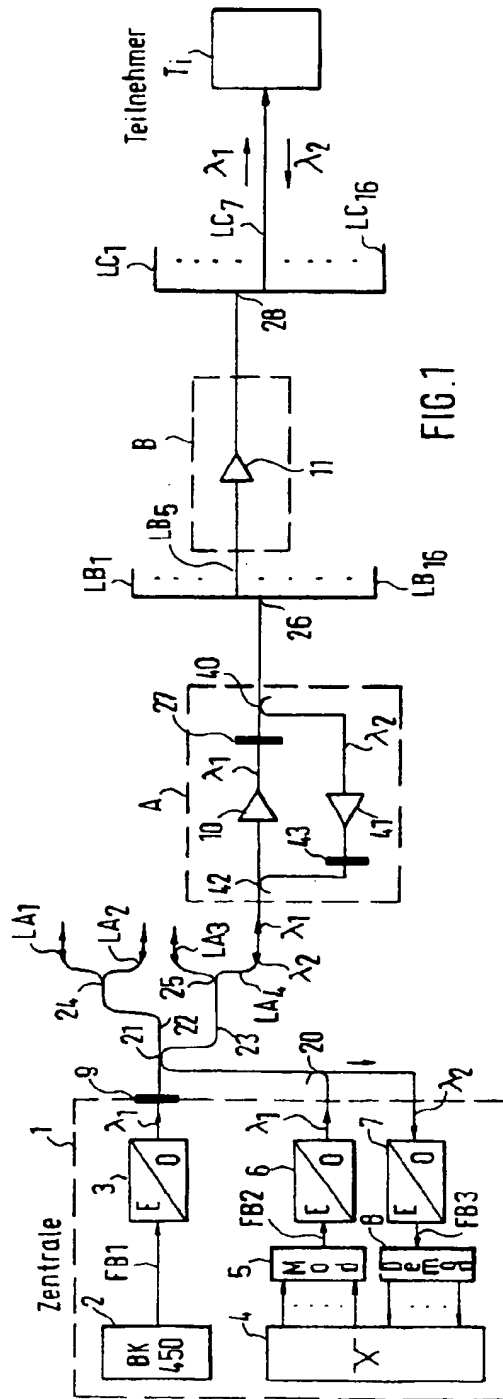 Zentrale
1
2
BK
450
FB1
3
E
O
λ1
9
4
X
5
Mod
FB2
6
E
O
λ1
20
7
E
O
λ2
8
Demod
FB3
21
22
23
24
25
LA1
LA2
LA3
LA4
λ2
λ1
A
42
10
λ1
27
40
43
41
λ2
26
LB1
LB5
LB16
B
11
28
LC1
LC7
LC16
λ1
λ2
Teilnehmer
Ti
FIG.1